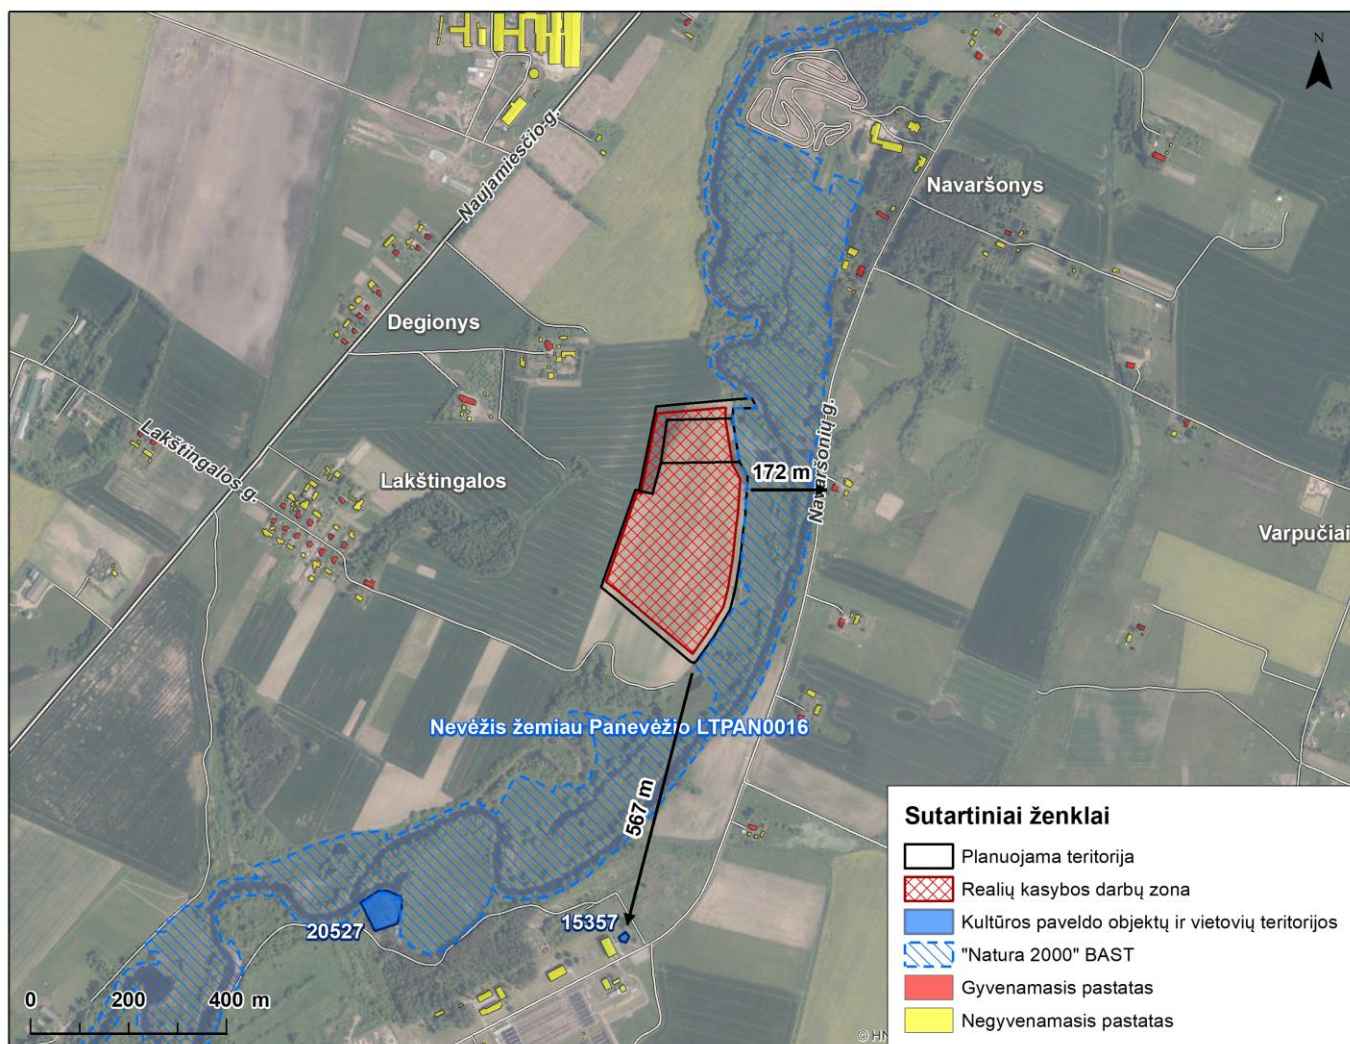 N
Naujamiesčio g.
Navaršonys
Degionys
Lakštingalos g.
Lakštingalos
172 m
Navaršonių g.
Varpučiai
Nevėžis žemiau Panevėžio LTPAN0016
567 m
20527
15357
0 200 400 m
Sutartiniai ženklai
Planuojama teritorija
Realių kasybos darbų zona
Kultūros paveldo objektų ir vietovių teritorijos
"Natura 2000" BAST
Gyvenamasis pastatas
Negyvenamasis pastatas